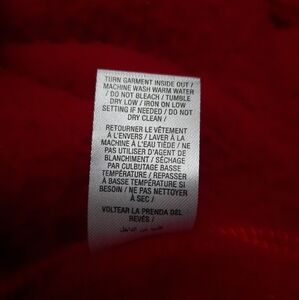 TURN GARMENT INSIDE OUT /
MACHINE WASH WARM WATER
/ DO NOT BLEACH / TUMBLE
DRY LOW / IRON ON LOW
SETTING IF NEEDED / DO NOT
DRY CLEAN /
RETOURNER LE VÊTEMENT
À L'ENVERS / LAVER À LA
MACHINE À L'EAU TIÈDE / NE
PAS UTILISER D'AGENT DE
BLANCHIMENT / SÉCHAGE
PAR CULBUTAGE BASSE
TEMPÉRATURE / REPASSER
À BASSE TEMPÉRATURE SI
BESOIN / NE PAS NETTOYER
À SEC /
VOLTEAR LA PRENDA DEL
REVÉS /